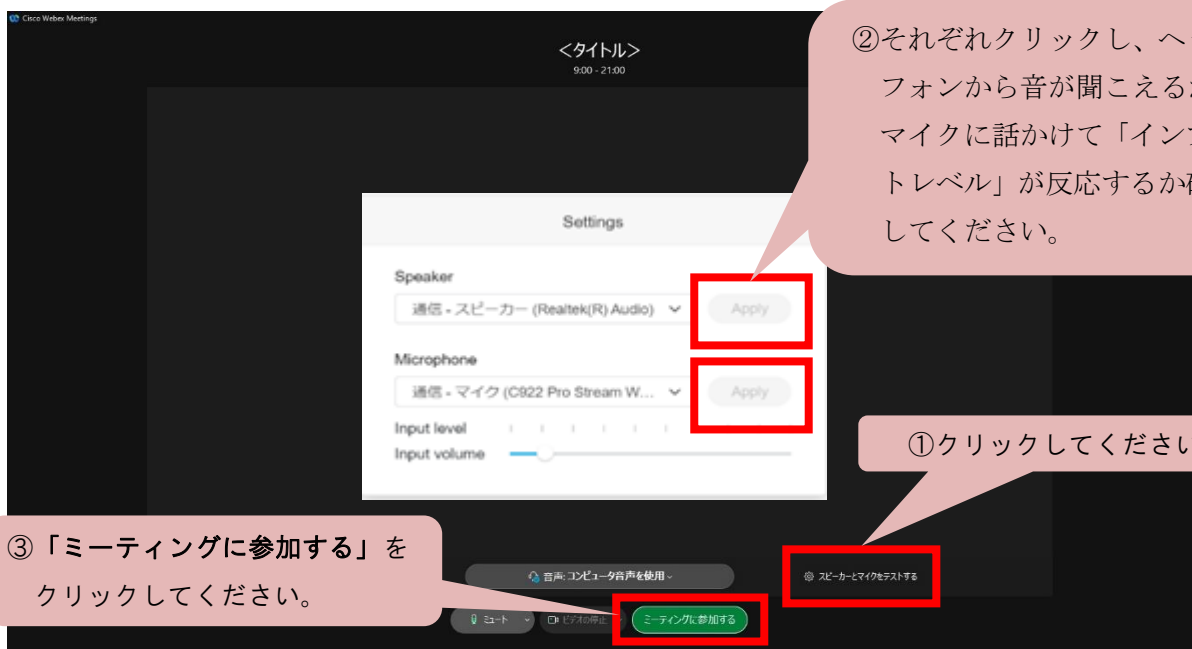 Cisco Webex Meetings
<タイトル>
9:00 - 21:00
②それぞれクリックし、ヘ
フォンから音が聞こえる
マイクに話かけて「イン
トレベル」が反応するか
してください。
Settings
Speaker
通信 - スピーカー (Realtek(R) Audio)
Apply
Microphone
通信 - マイク (C922 Pro Stream W...
Apply
Input level
Input volume
①クリックしてください
③「ミーティングに参加する」を
クリックしてください。
音声: コンピュータ音声を使用
スピーカーとマイクをテストする
ミュート
ビデオの停止
ミーティングに参加する